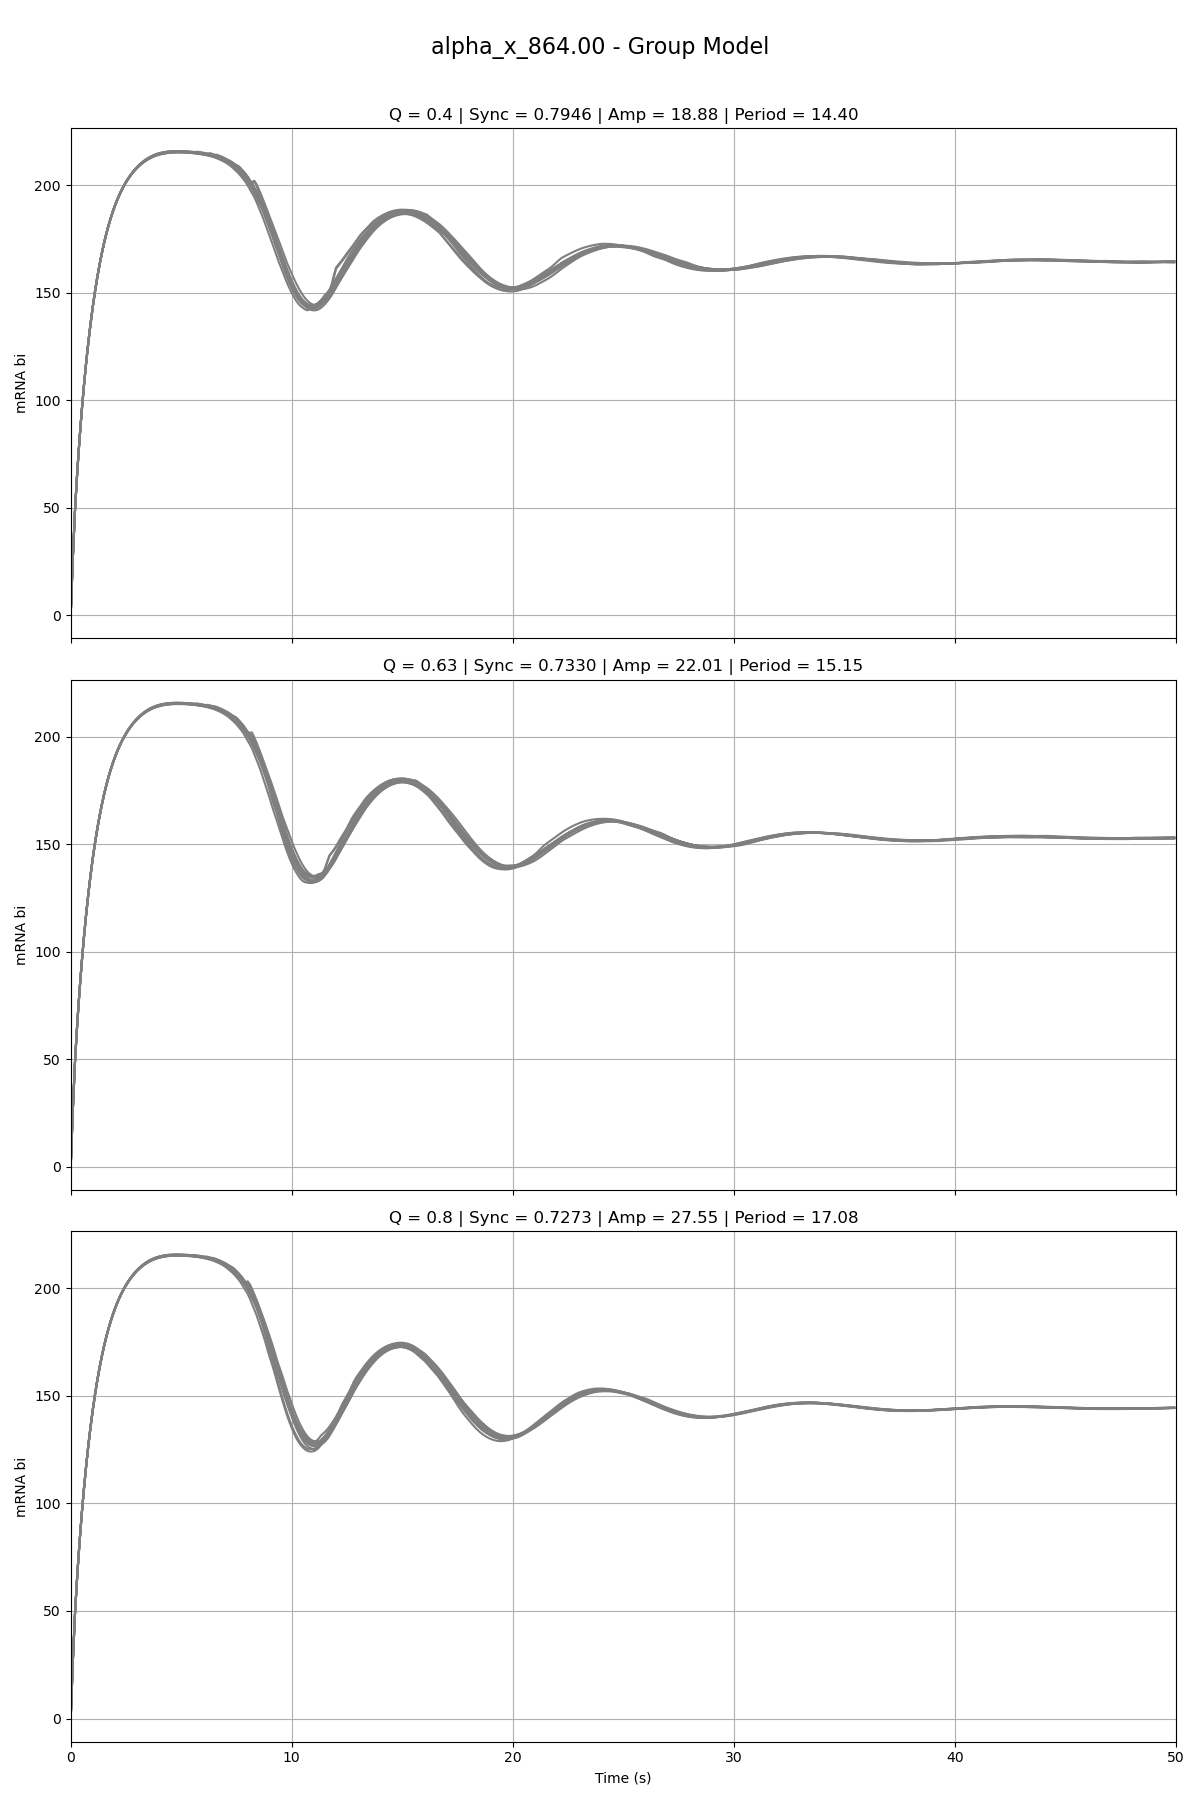 alpha_x_864.00 - Group Model
Q = 0.4 | Sync = 0.7946 | Amp = 18.88 | Period = 14.40
200
150
100
50
0
mRNA bi
Q = 0.63 | Sync = 0.7330 | Amp = 22.01 | Period = 15.15
200
150
100
50
0
mRNA bi
Q = 0.8 | Sync = 0.7273 | Amp = 27.55 | Period = 17.08
200
150
100
50
0
mRNA bi
0 10 20 30 40 50
Time (s)